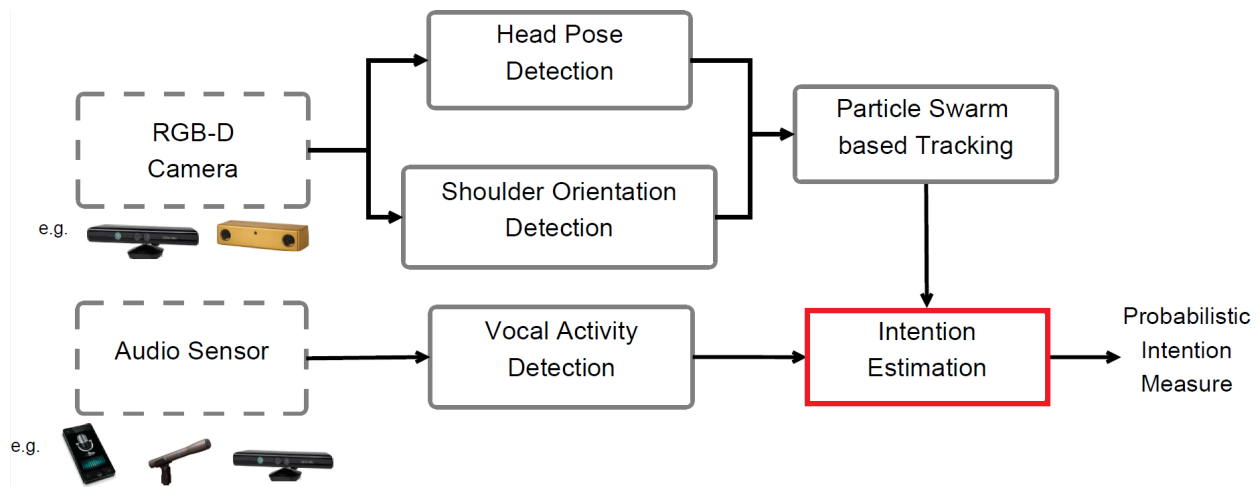 Head Pose
Detection
RGB-D
Camera
Particle Swarm
based Tracking
Shoulder Orientation
Detection
e.g.
Audio Sensor
Vocal Activity
Detection
Intention
Estimation
Probabilistic
Intention
Measure
e.g.